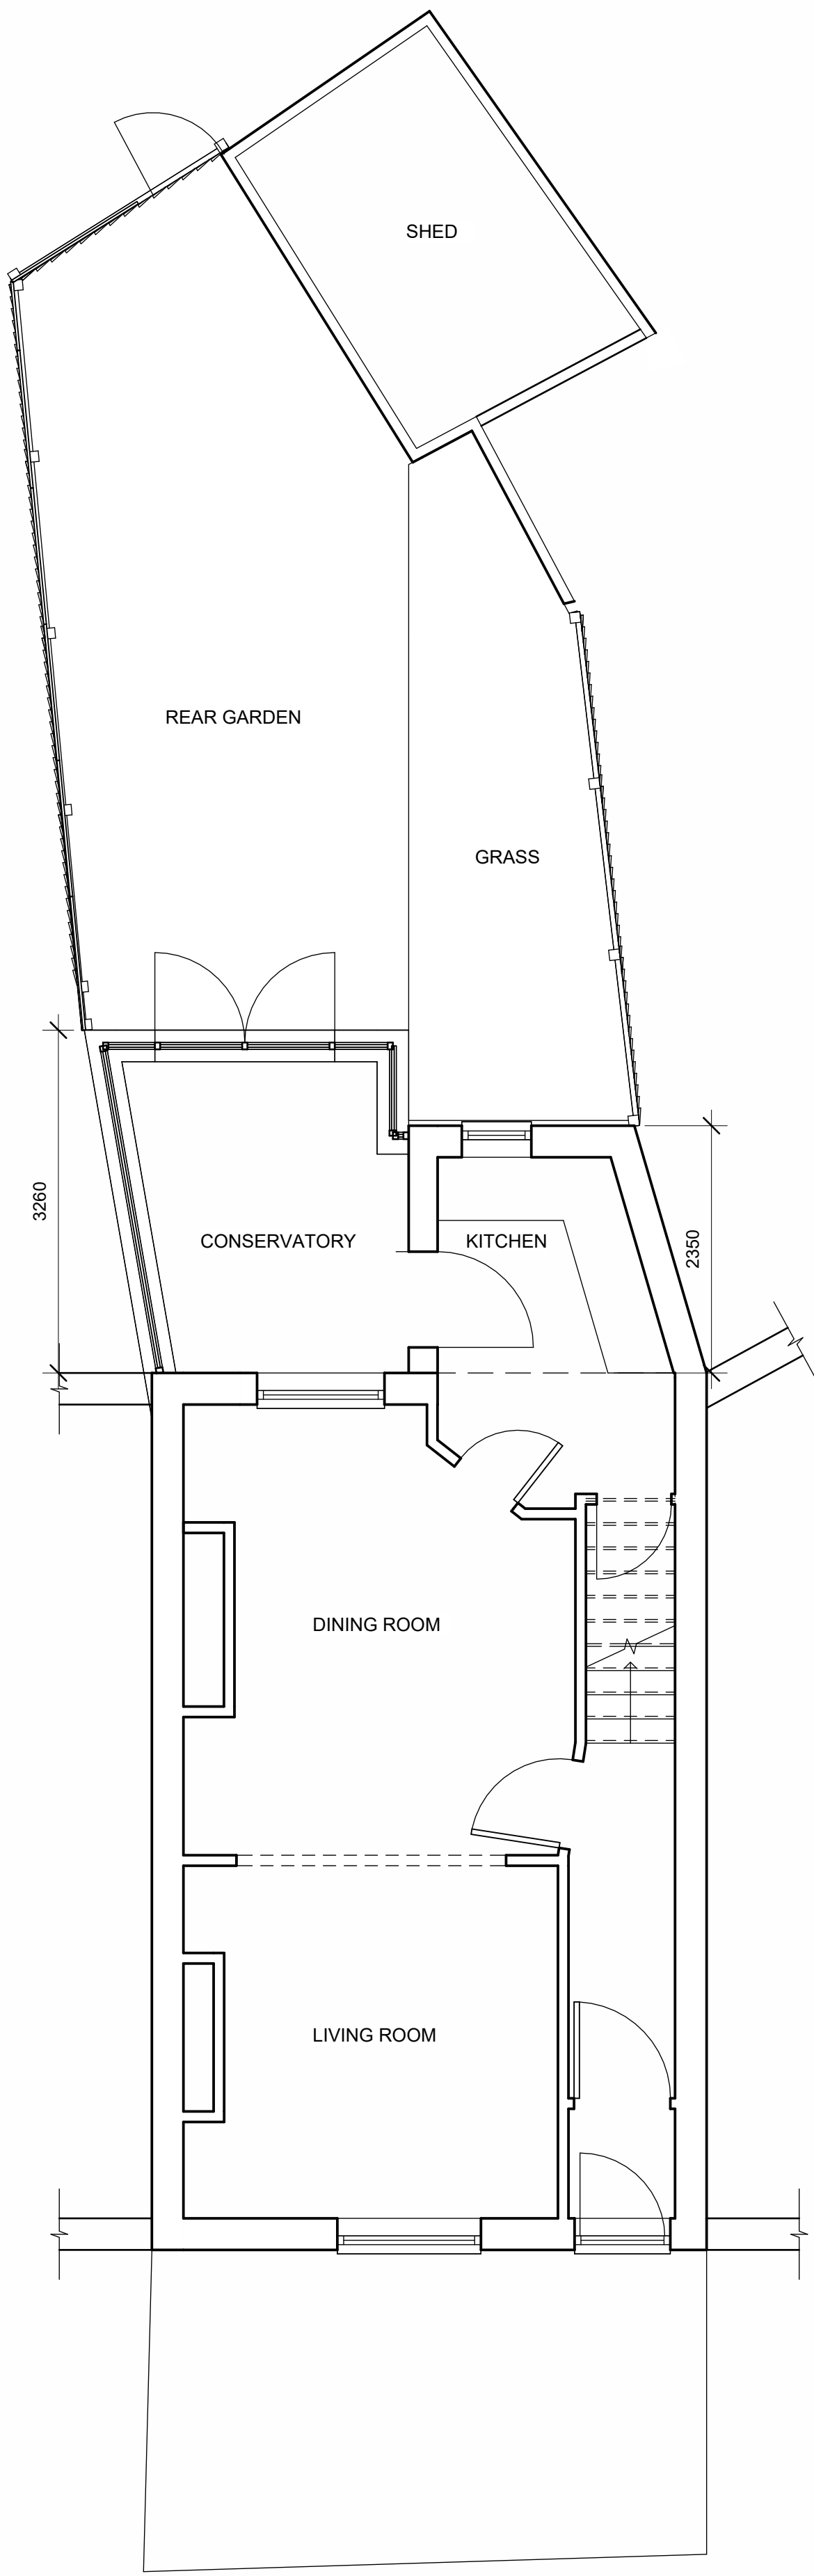 SHED
REAR GARDEN
GRASS
3260
CONSERVATORY
KITCHEN
2350
DINING ROOM
LIVING ROOM